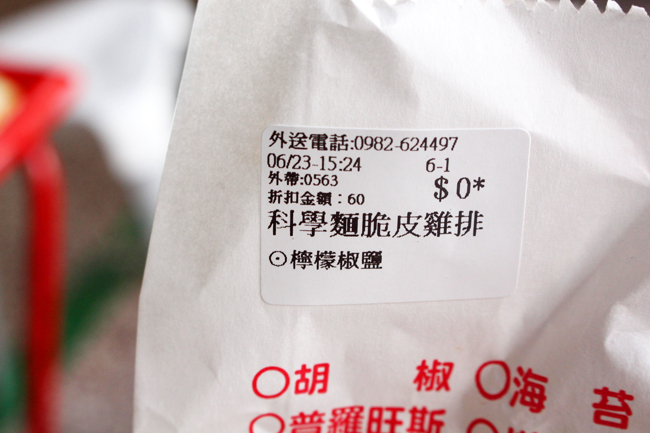 外送電話:0982-624497
06/23-15:24 6-1
外帶:0563 $0*
折扣金額：60
科學麵脆皮雞排
⊙檸檬椒鹽
○胡椒 ○海苔
○普羅旺斯